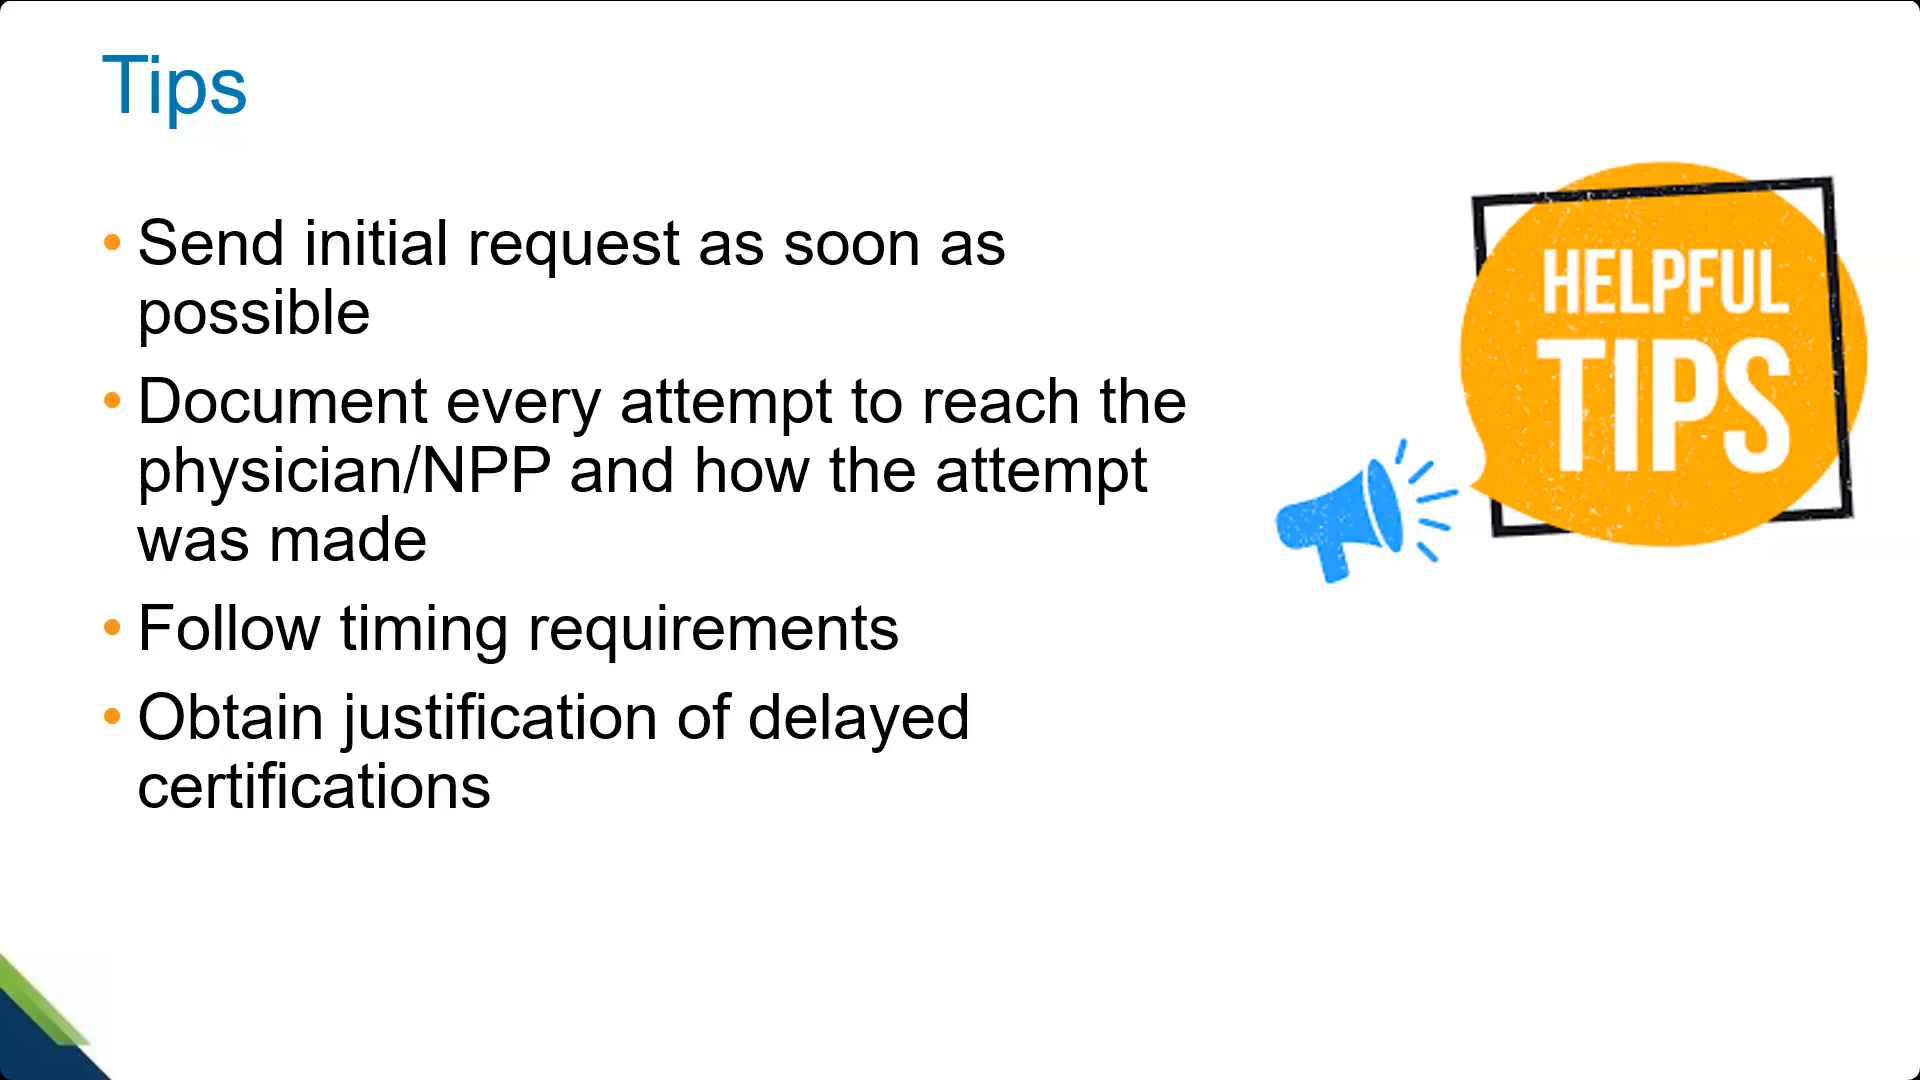 Tips
• Send initial request as soon as
possible
• Document every attempt to reach the
physician/NPP and how the attempt
was made
• Follow timing requirements
• Obtain justification of delayed
certifications
HELPFUL
TIPS